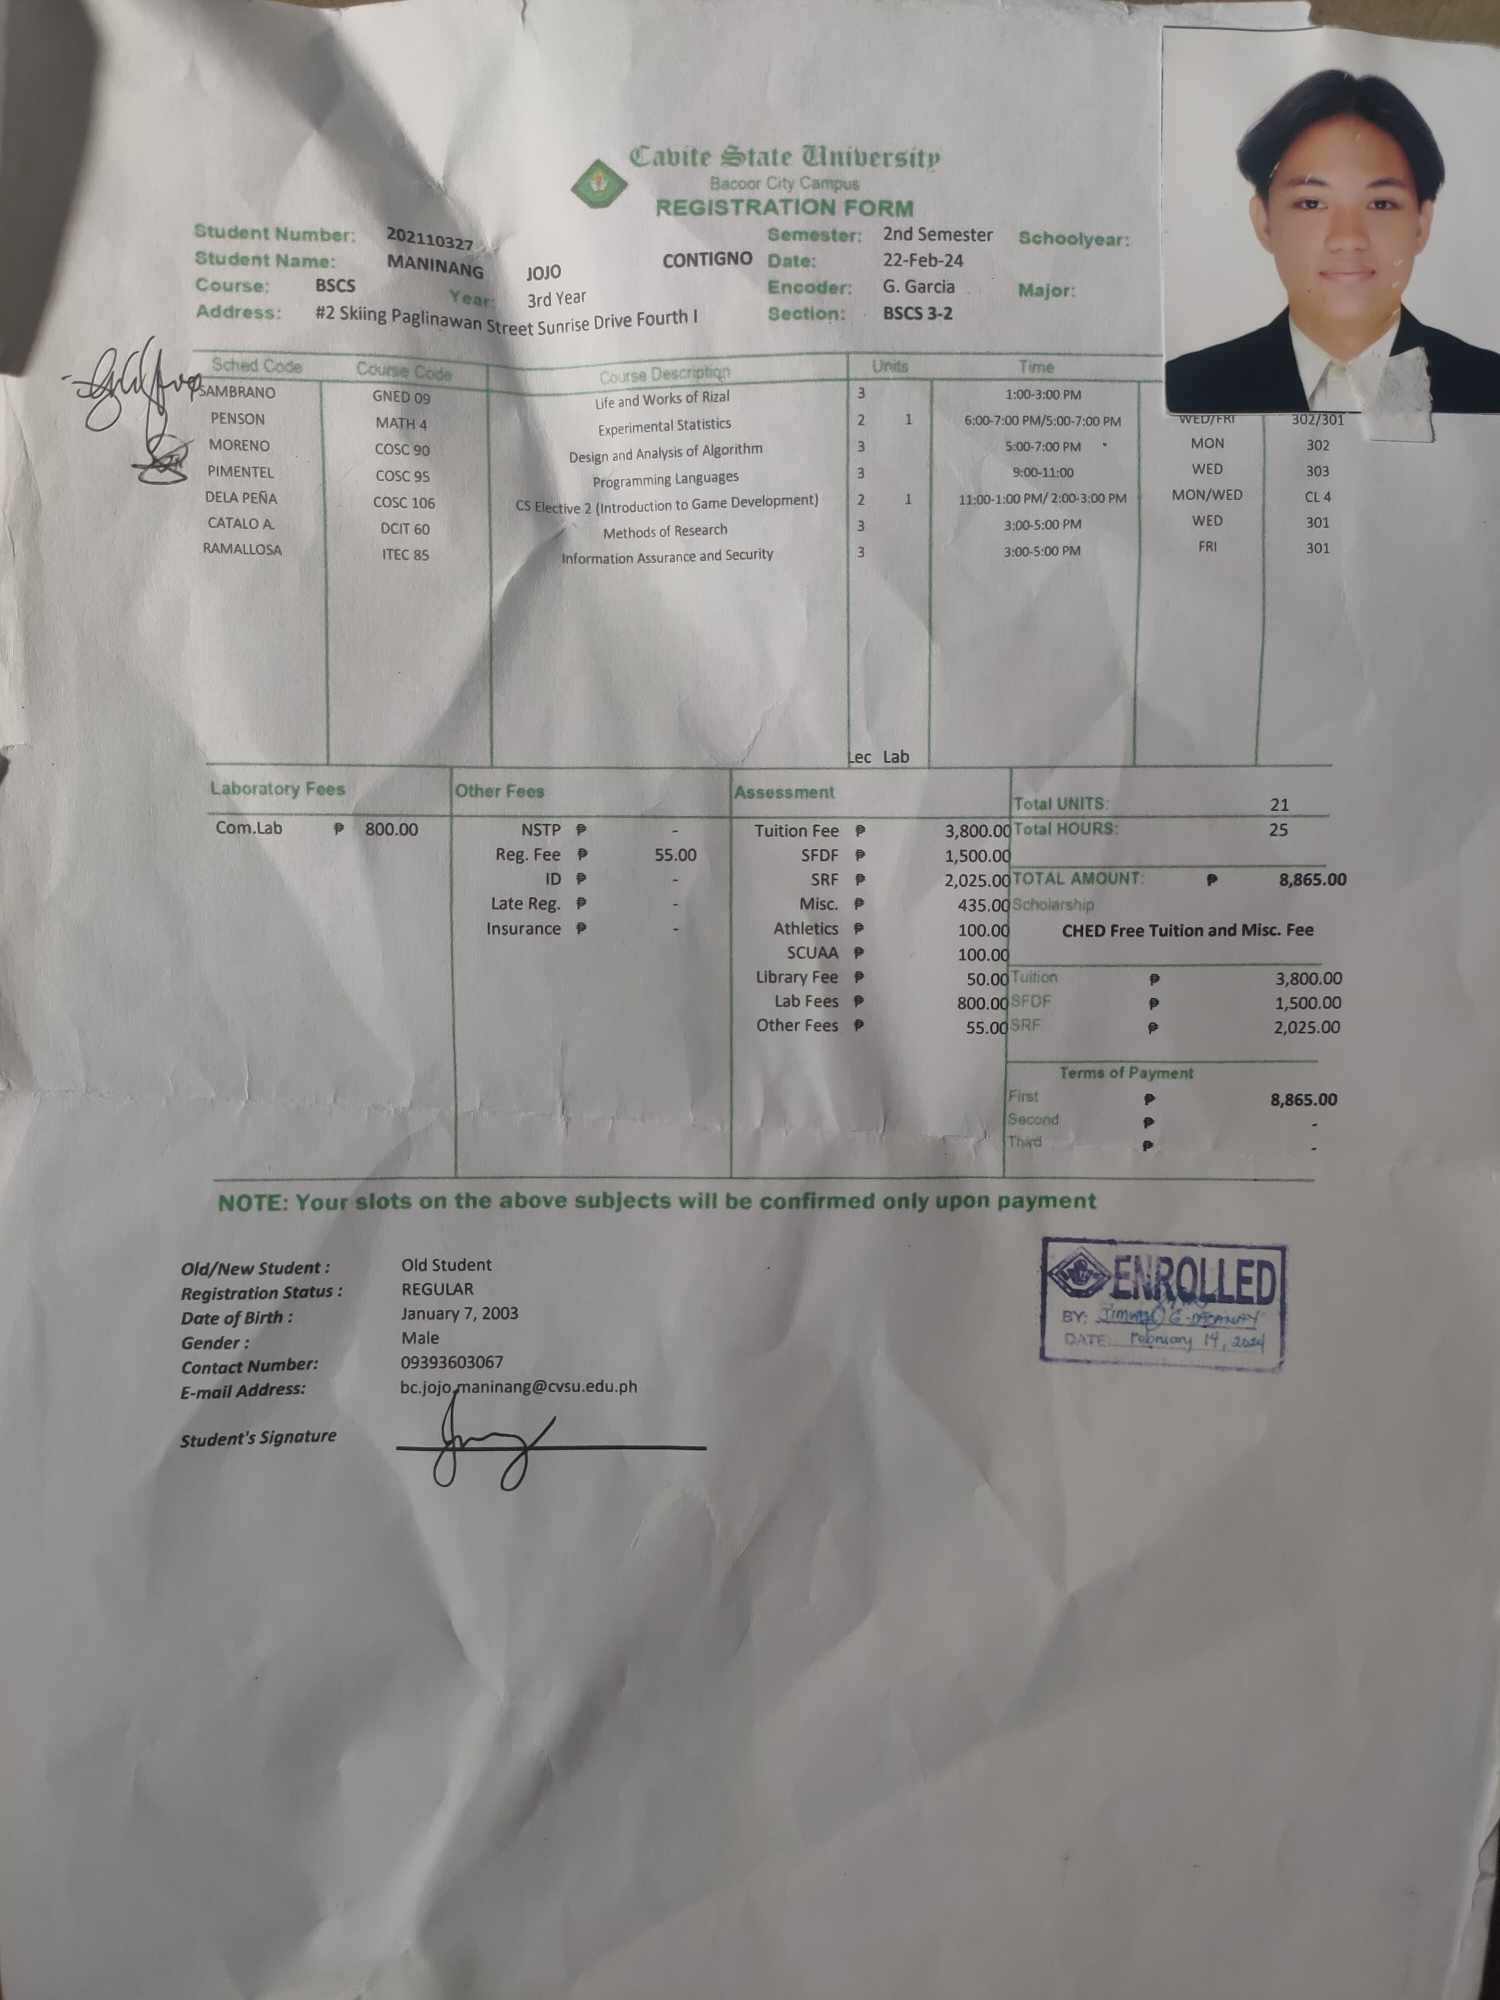 Cavite State University
Bacoor City Campus
REGISTRATION FORM
Student Number: 202110327 Semester: 2nd Semester Schoolyear:
Student Name: MANINANG JOJO CONTIGNO Date: 22-Feb-24
Course: BSCS Year: 3rd Year Encoder: G. Garcia Major:
Address: #2 Skiing Paglinawan Street Sunrise Drive Fourth I Section: BSCS 3-2
Sched Code Course Code Course Description Units Time
SAMBRANO GNED 09 Life and Works of Rizal 3 1:00-3:00 PM
PENSON MATH 4 Experimental Statistics 2 1 6:00-7:00 PM/5:00-7:00 PM WED/FRI 302/301
MORENO COSC 90 Design and Analysis of Algorithm 3 5:00-7:00 PM MON 302
PIMENTEL COSC 95 Programming Languages 3 9:00-11:00 WED 303
DELA PEÑA COSC 106 CS Elective 2 (Introduction to Game Development) 2 1 11:00-1:00 PM/ 2:00-3:00 PM MON/WED CL 4
CATALO A. DCIT 60 Methods of Research 3 3:00-5:00 PM WED 301
RAMALLOSA ITEC 85 Information Assurance and Security 3 3:00-5:00 PM FRI 301
Lec Lab
Laboratory Fees Other Fees Assessment Total UNITS: 21
Com.Lab ₱ 800.00 NSTP ₱ - Tuition Fee ₱ 3,800.00 Total HOURS: 25
Reg. Fee ₱ 55.00 SFDF ₱ 1,500.00
ID ₱ - SRF ₱ 2,025.00 TOTAL AMOUNT: ₱ 8,865.00
Late Reg. ₱ - Misc. ₱ 435.00 Scholarship
Insurance ₱ - Athletics ₱ 100.00 CHED Free Tuition and Misc. Fee
SCUAA ₱ 100.00
Library Fee ₱ 50.00 Tuition ₱ 3,800.00
Lab Fees ₱ 800.00 SFDF ₱ 1,500.00
Other Fees ₱ 55.00 SRF ₱ 2,025.00
Terms of Payment
First ₱ 8,865.00
Second ₱ -
Third ₱ -
NOTE: Your slots on the above subjects will be confirmed only upon payment
Old/New Student : Old Student
Registration Status : REGULAR
Date of Birth : January 7, 2003
Gender : Male
Contact Number: 09393603067
E-mail Address: bc.jojo.maninang@cvsu.edu.ph
Student's Signature
ENROLLED
BY:
DATE: February 14, 2024